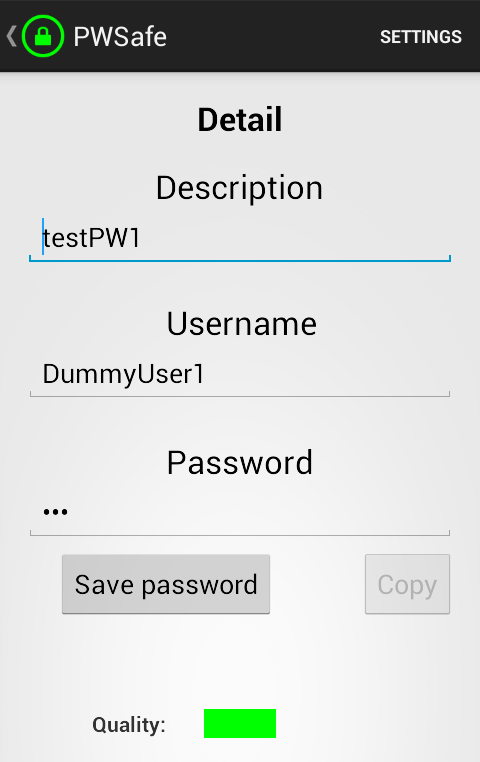 PWSafe
SETTINGS
Detail
Description
testPW1
Username
DummyUser1
Password
•••
Save password
Copy
Quality: